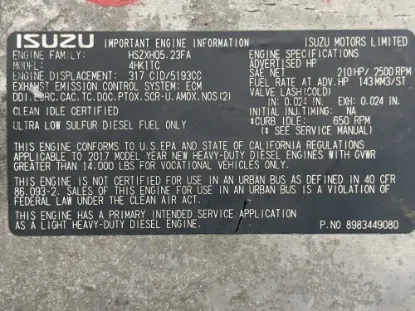 ISUZU IMPORTANT ENGINE INFORMATION ISUZU MOTORS LIMITED
ENGINE FAMILY: HSZXH05.23FA ADVERTISED HP
MODELE: 4HK1TC SAE NET 210HP/2500RPM
ENGINE DISPLACEMENT: 317 CID/5193CC FUEL RATE AT ADV.HP 143MM3/ST
EXHAUST EMISSION CONTROL SYSTEM: ECM VALVE LASH(COLD)
DDI.EGRC.CAC.TC.DOC.PTOX.SCR-U.AMOX.NOS(2) IN:0.024 IN. EXH:0.024 IN.
INITIAL INJ.TIMING: NA
CLEAN IDLE CERTIFIED *CURB IDLE: 650 RPM
ULTRA LOW SULFUR DIESEL FUEL ONLY (* SEE SERVICE MANUAL)
THIS ENGINE CONFORMS TO U.S.EPA AND STATE OF CALIFORNIA REGULATIONS
APPLICABLE TO 2017 MODEL YEAR NEW HEAVY-DUTY DIESEL ENGINES WITH GVWR
GREATER THAN 14,000 LBS FOR VOCATIONAL VEHICLES ONLY.
THIS ENGINE IS NOT CERTIFIED FOR USE IN AN URBAN BUS AS DEFINED IN 40 CFR
86.093-2. SALES OF THIS ENGINE FOR USE IN AN URBAN BUS IS A VIOLATION OF
FEDERAL LAW UNDER THE CLEAN AIR ACT.
THIS ENGINE HAS A PRIMARY INTENDED SERVICE APPLICATION
AS A LIGHT HEAVY-DUTY DIESEL ENGINE. P.NO 8983449080